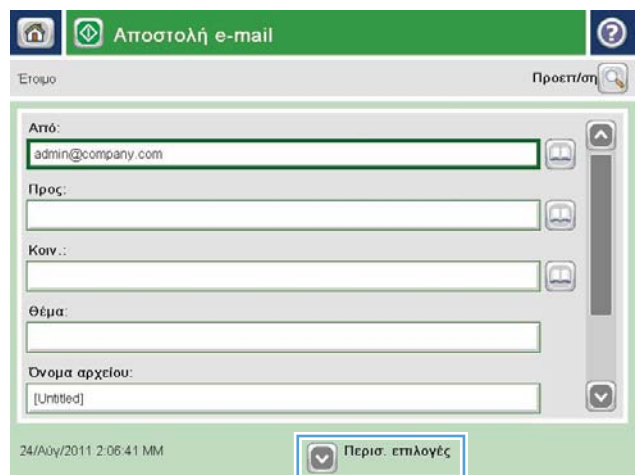 Αποστολή e-mail
Έτοιμο
Προεπ/ση
Από:
admin@company.com
Προς:
Κοιν.:
Θέμα:
Όνομα αρχείου:
[Untitled]
24/Αύγ/2011 2:06:41 MM
Περισ. επιλογές